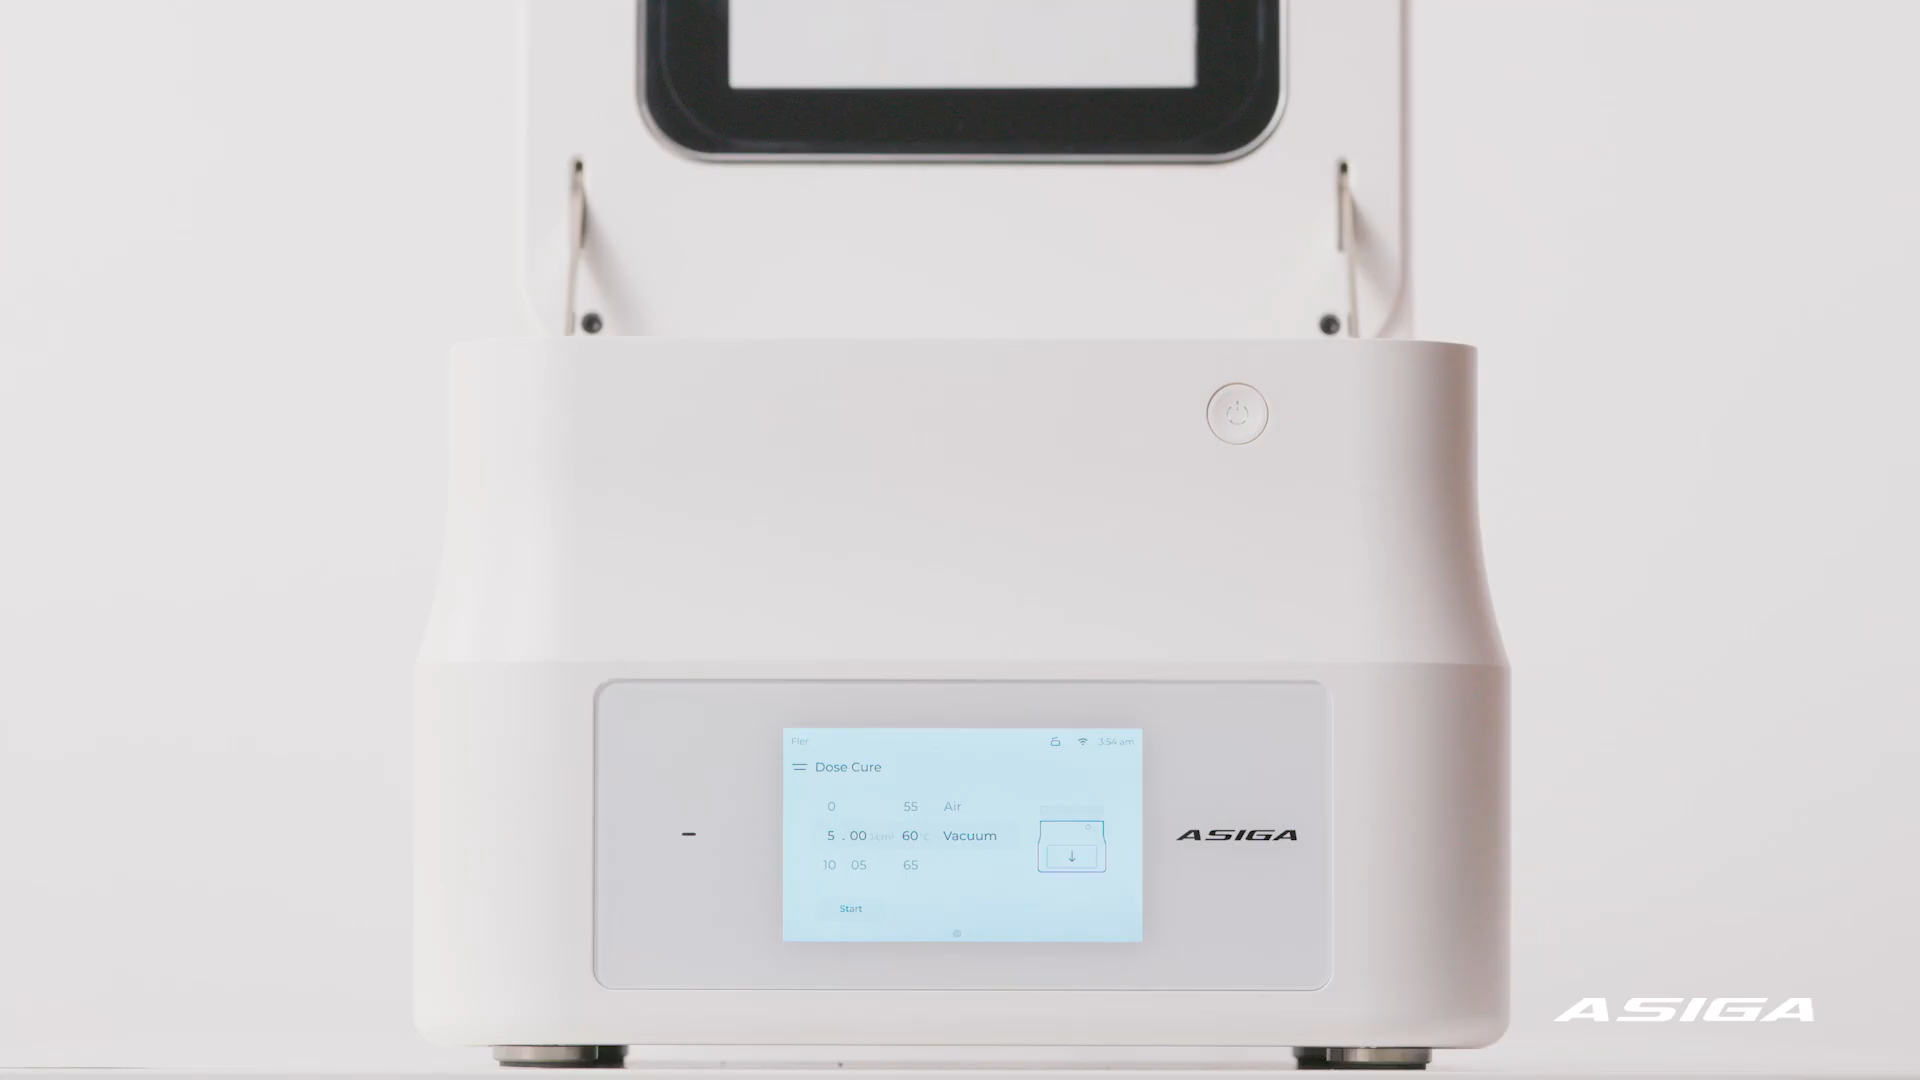 Fler 3:54 am
Dose Cure
0 55 Air
5 . 00 J/cm² 60 °C Vacuum
10 05 65
Start
ASIGA
ASIGA